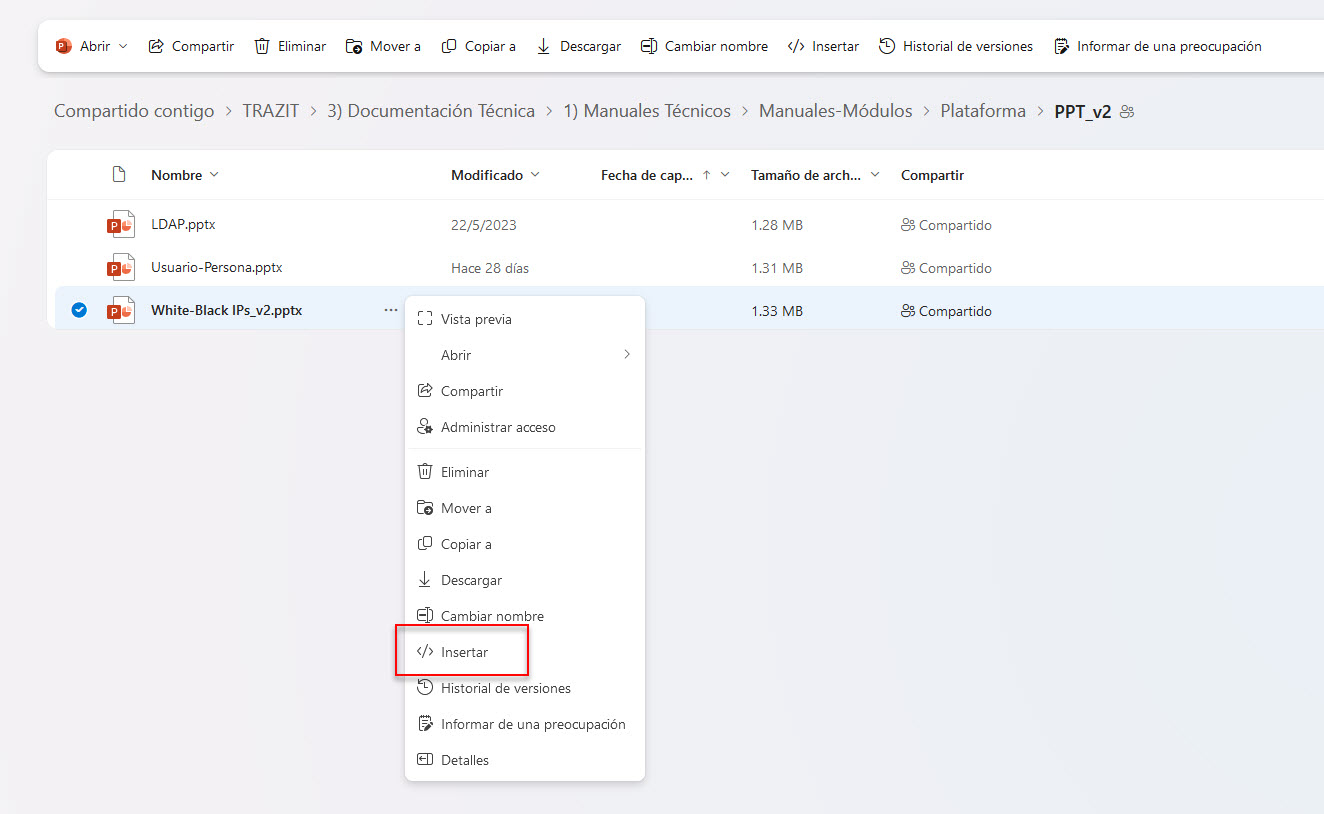 Abrir Compartir Eliminar Mover a Copiar a Descargar Cambiar nombre </> Insertar Historial de versiones Informar de una preocupación
Compartido contigo > TRAZIT > 3) Documentación Técnica > 1) Manuales Técnicos > Manuales-Módulos > Plataforma > PPT_v2
Nombre Modificado Fecha de cap... ↑ Tamaño de arch... Compartir
LDAP.pptx 22/5/2023 1.28 MB Compartido
Usuario-Persona.pptx Hace 28 días 1.31 MB Compartido
White-Black IPs_v2.pptx ... 1.33 MB Compartido
Vista previa
Abrir
Compartir
Administrar acceso
Eliminar
Mover a
Copiar a
Descargar
Cambiar nombre
</> Insertar
Historial de versiones
Informar de una preocupación
Detalles